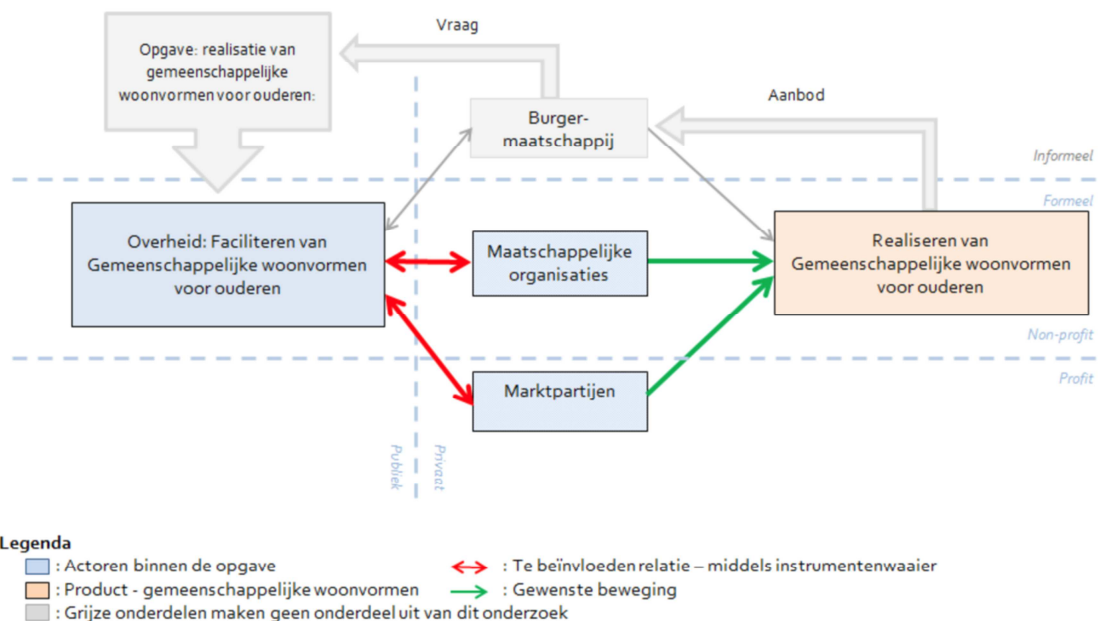 Vraag
Opgave: realisatie van
gemeenschappelijke
woonvormen voor ouderen:
Aanbod
Burger-
maatschappij
Informeel
Formeel
Overheid: Faciliteren van
Gemeenschappelijke woonvormen
voor ouderen
Maatschappelijke
organisaties
Realiseren van
Gemeenschappelijke woonvormen
voor ouderen
Non-profit
Profit
Marktpartijen
Publiek
Privaat
Legenda
: Actoren binnen de opgave
: Te beïnvloeden relatie – middels instrumentenwaaier
: Product - gemeenschappelijke woonvormen
: Gewenste beweging
: Grijze onderdelen maken geen onderdeel uit van dit onderzoek